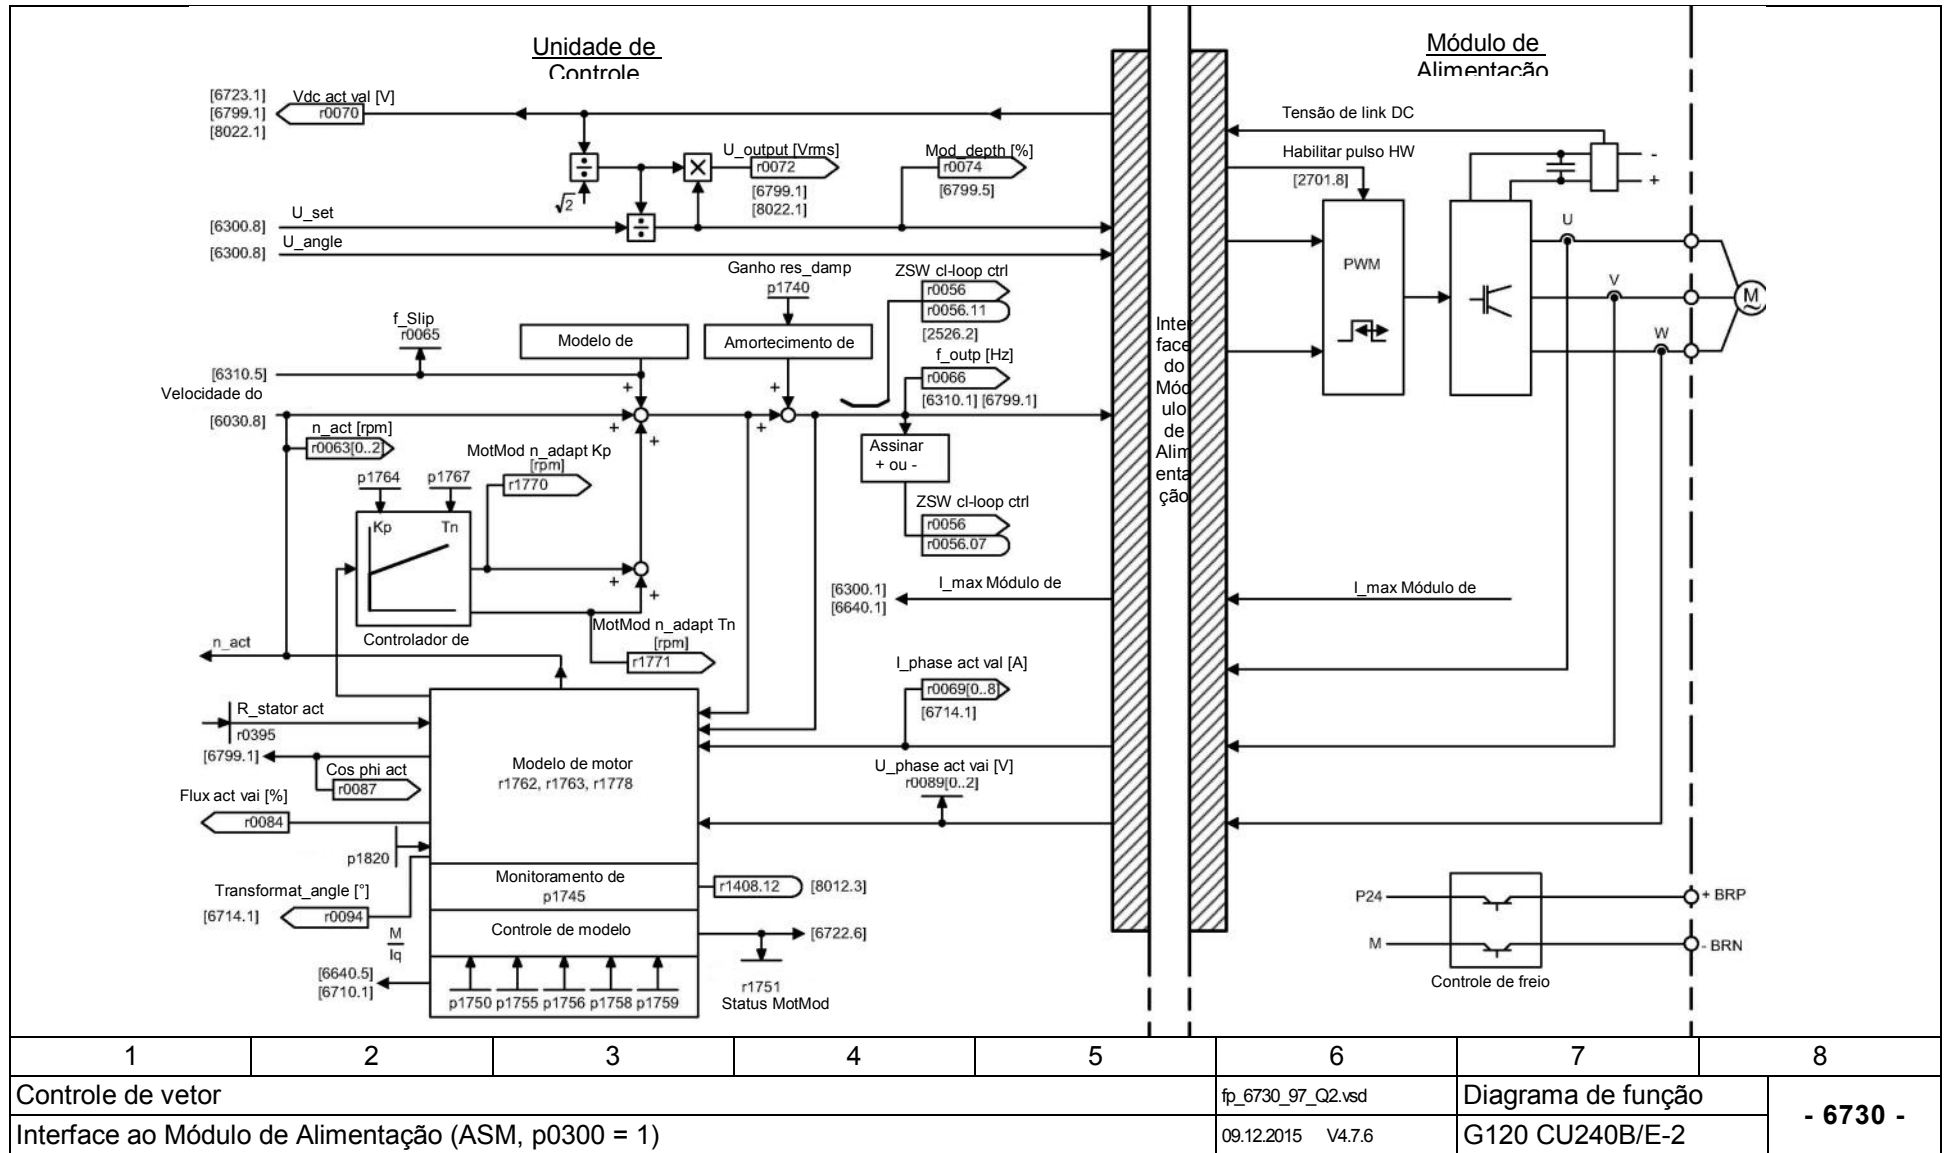 Unidade de
Controle
Módulo de
Alimentação
[6723.1]
[6799.1]
[8022.1]
Vdc act val [V]
r0070
÷
√2
×
U_output [Vrms]
r0072
[6799.1]
[8022.1]
Mod_depth [%]
r0074
[6799.5]
U_set
[6300.8]
÷
U_angle
[6300.8]
Tensão de link DC
Habilitar pulso HW
[2701.8]
-
+
PWM
U
V
W
M
~
Ganho res_damp
p1740
ZSW cl-loop ctrl
r0056
r0056.11
[2526.2]
f_Slip
r0065
Modelo de
Amortecimento de
f_outp [Hz]
r0066
[6310.1] [6799.1]
[6310.5]
Velocidade do
[6030.8]
+
+
+
+
+
+
n_act [rpm]
r0063[0..2]
MotMod n_adapt Kp
[rpm]
r1770
Assinar
+ ou -
ZSW cl-loop ctrl
r0056
r0056.07
p1764
p1767
Kp
Tn
+
+
Controlador de
MotMod n_adapt Tn
[rpm]
r1771
Inter
face
do
Mód
ulo
de
Alim
enta
ção
[6300.1]
[6640.1]
I_max Módulo de
I_max Módulo de
n_act
I_phase act val [A]
r0069[0..8]
[6714.1]
R_stator act
r0395
[6799.1]
Cos phi act
r0087
Modelo de motor
r1762, r1763, r1778
U_phase act vai [V]
r0089[0..2]
Flux act vai [%]
r0084
p1820
Transformat_angle [°]
[6714.1]
r0094
Monitoramento de
p1745
r1408.12
[8012.3]
Controle de modelo
[6722.6]
M
Iq
[6640.5]
[6710.1]
p1750 p1755 p1756 p1758 p1759
r1751
Status MotMod
P24
M
+ BRP
- BRN
Controle de freio
1 2 3 4 5 6 7 8
Controle de vetor
fp_6730_97_Q2.vsd
Diagrama de função
- 6730 -
Interface ao Módulo de Alimentação (ASM, p0300 = 1)
09.12.2015 V4.7.6
G120 CU240B/E-2